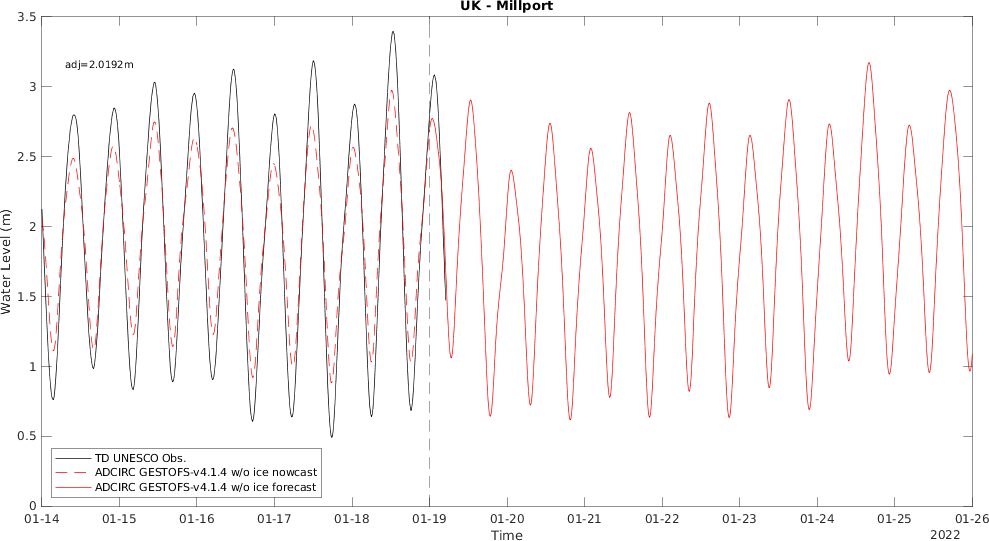 UK - Millport
adj=2.0192m
Water Level (m)
3.5
3
2.5
2
1.5
1
0.5
0
TD UNESCO Obs.
ADCIRC GESTOFS-v4.1.4 w/o ice nowcast
ADCIRC GESTOFS-v4.1.4 w/o ice forecast
01-14 01-15 01-16 01-17 01-18 01-19 01-20 01-21 01-22 01-23 01-24 01-25 01-26
Time
2022